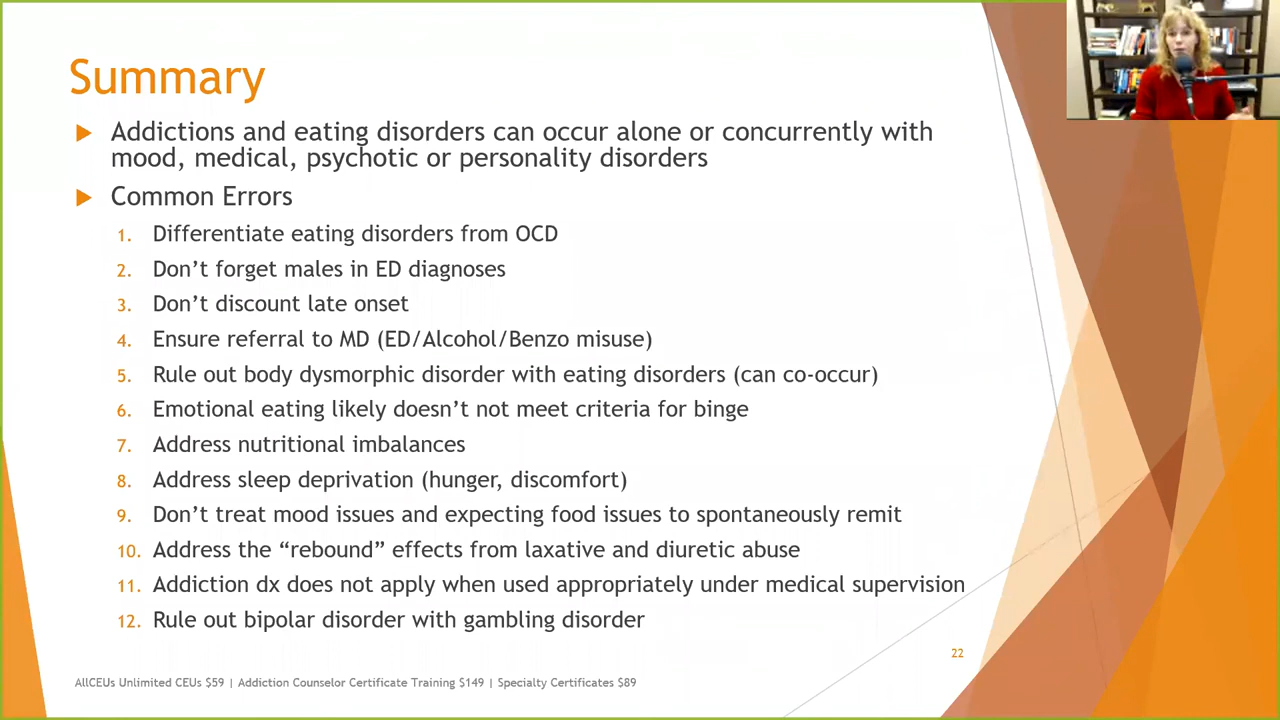 Summary
Addictions and eating disorders can occur alone or concurrently with
mood, medical, psychotic or personality disorders
Common Errors
1. Differentiate eating disorders from OCD
2. Don't forget males in ED diagnoses
3. Don't discount late onset
4. Ensure referral to MD (ED/Alcohol/Benzo misuse)
5. Rule out body dysmorphic disorder with eating disorders (can co-occur)
6. Emotional eating likely doesn't not meet criteria for binge
7. Address nutritional imbalances
8. Address sleep deprivation (hunger, discomfort)
9. Don't treat mood issues and expecting food issues to spontaneously remit
10. Address the “rebound” effects from laxative and diuretic abuse
11. Addiction dx does not apply when used appropriately under medical supervision
12. Rule out bipolar disorder with gambling disorder
22
AllCEUs Unlimited CEUs $59 | Addiction Counselor Certificate Training $149 | Specialty Certificates $89